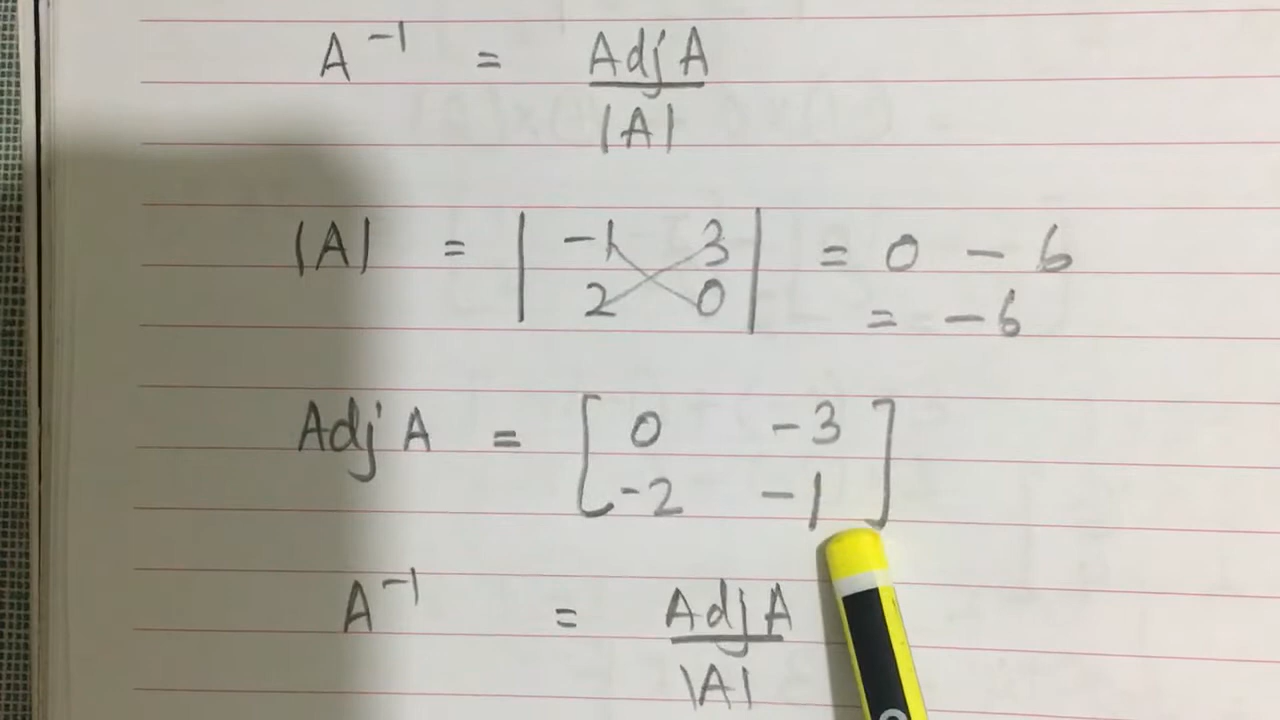 A⁻¹ = Adj A
|A|
|A| = | -1 3 | = 0 - 6
2 0 = -6
Adj A = [ 0 -3 ]
-2 -1
A⁻¹ = Adj A
|A|